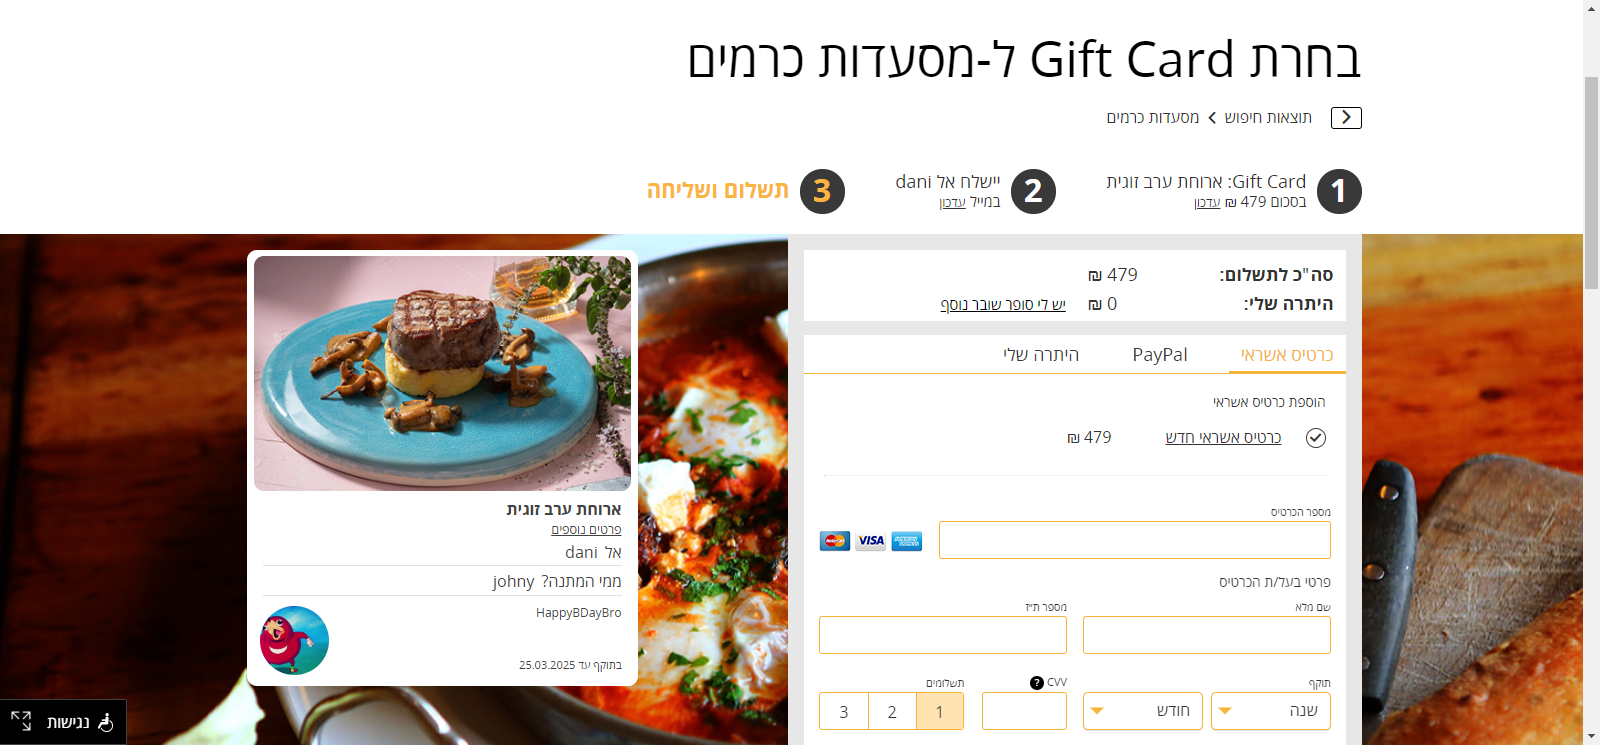 בחרת Gift Card ל-מסעדות כרמים
תוצאות חיפוש > מסעדות כרמים
1 Gift Card: ארוחת ערב זוגית
בסכום 479 ₪ עדכון
2 יישלח אל dani
במייל עדכון
3 תשלום ושליחה
סה"כ לתשלום: 479 ₪
היתרה שלי: 0 ₪ יש לי סופר שובר נוסף
כרטיס אשראי PayPal היתרה שלי
הוספת כרטיס אשראי
כרטיס אשראי חדש 479 ₪
מספר הכרטיס
MasterCard VISA AMERICAN EXPRESS
פרטי בעל/ת הכרטיס
שם מלא מספר ת"ז
תוקף CVV ? תשלומים
שנה חודש 1 2 3
ארוחת ערב זוגית
פרטים נוספים
אל dani
ממי המתנה? johny
HappyBDayBro
בתוקף עד 25.03.2025
נגישות